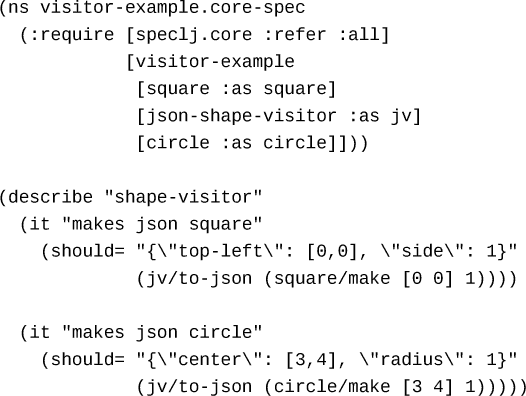 (ns visitor-example.core-spec
  (:require [speclj.core :refer :all]
            [visitor-example
             [square :as square]
             [json-shape-visitor :as jv]
             [circle :as circle]]))

(describe "shape-visitor"
  (it "makes json square"
    (should= "{\"top-left\": [0,0], \"side\": 1}"
             (jv/to-json (square/make [0 0] 1))))

  (it "makes json circle"
    (should= "{\"center\": [3,4], \"radius\": 1}"
             (jv/to-json (circle/make [3 4] 1)))))